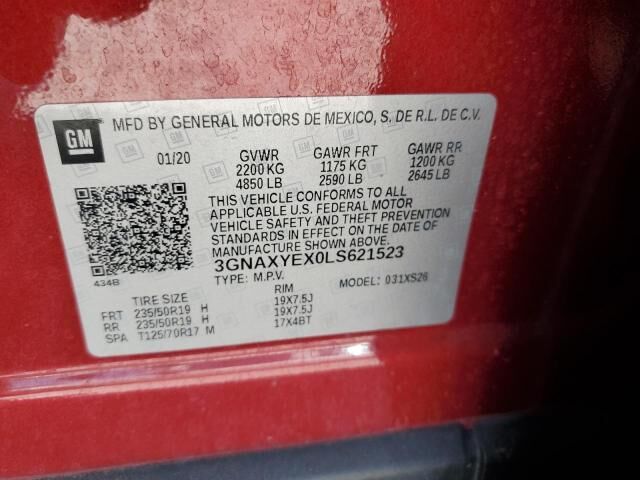 GM
MFD BY GENERAL MOTORS DE MEXICO, S. DE R.L. DE C.V.
01/20 GVWR GAWR FRT GAWR RR
2200 KG 1175 KG 1200 KG
4850 LB 2590 LB 2645 LB
THIS VEHICLE CONFORMS TO ALL
APPLICABLE U.S. FEDERAL MOTOR
VEHICLE SAFETY AND THEFT PREVENTION
STANDARDS IN EFFECT ON THE DATE OF
MANUFACTURE SHOWN ABOVE.
3GNAXYEX0LS621523
434B TYPE: M.P.V. MODEL: 031XS26
TIRE SIZE RIM
FRT 235/50R19 H 19X7.5J
RR 235/50R19 H 19X7.5J
SPA T125/70R17 M 17X4BT